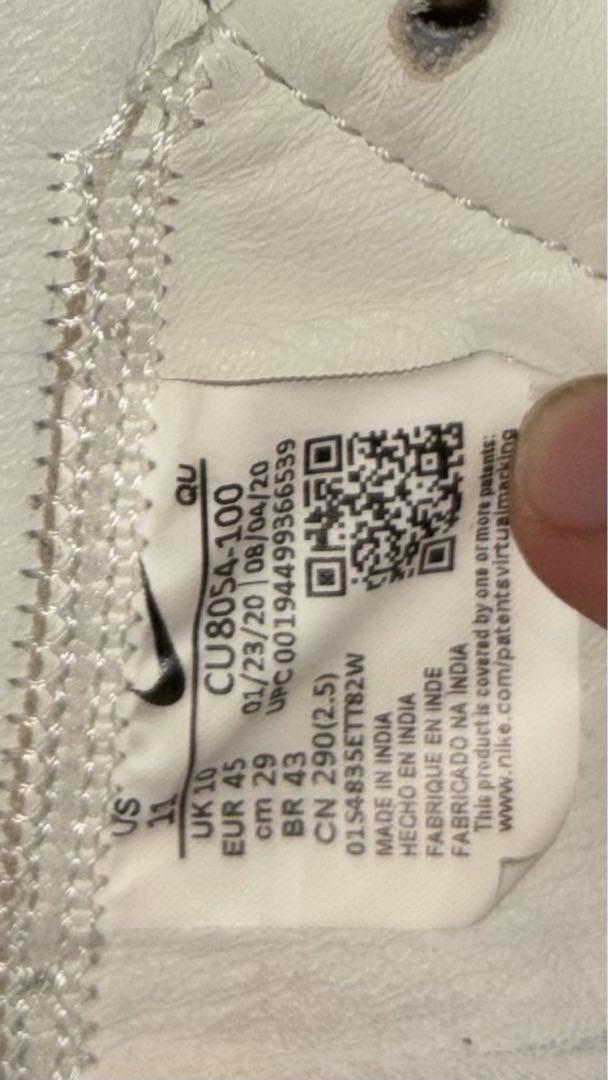 US
11
QU
UK 10
EUR 45
cm 29
BR 43
CN 290(2.5)
CU8054-100
01/23/20 | 08/04/20
UPC 00194499366539
01S4835ETT82W
MADE IN INDIA
HECHO EN INDIA
FABRIQUE EN INDE
FABRICADO NA ÍNDIA
This product is covered by one or more patents:
www.nike.com/patentsvirtualmarking